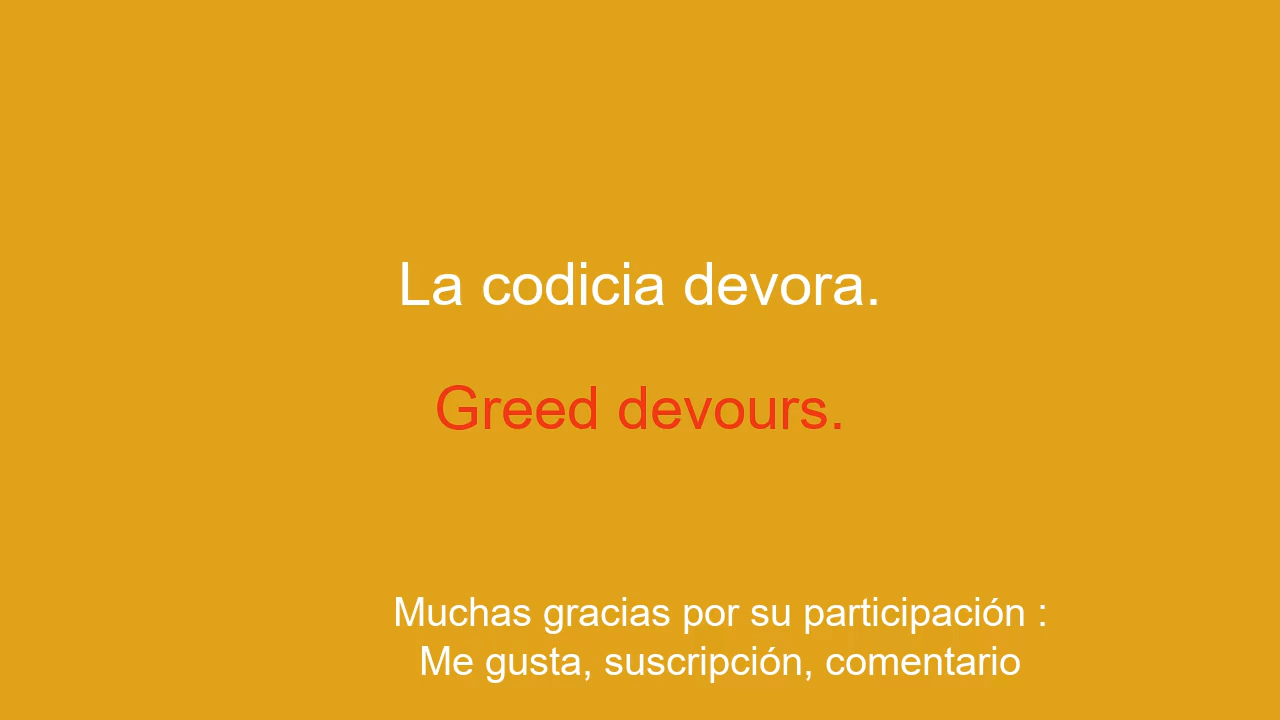 La codicia devora.
Greed devours.
Muchas gracias por su participación :
Me gusta, suscripción, comentario